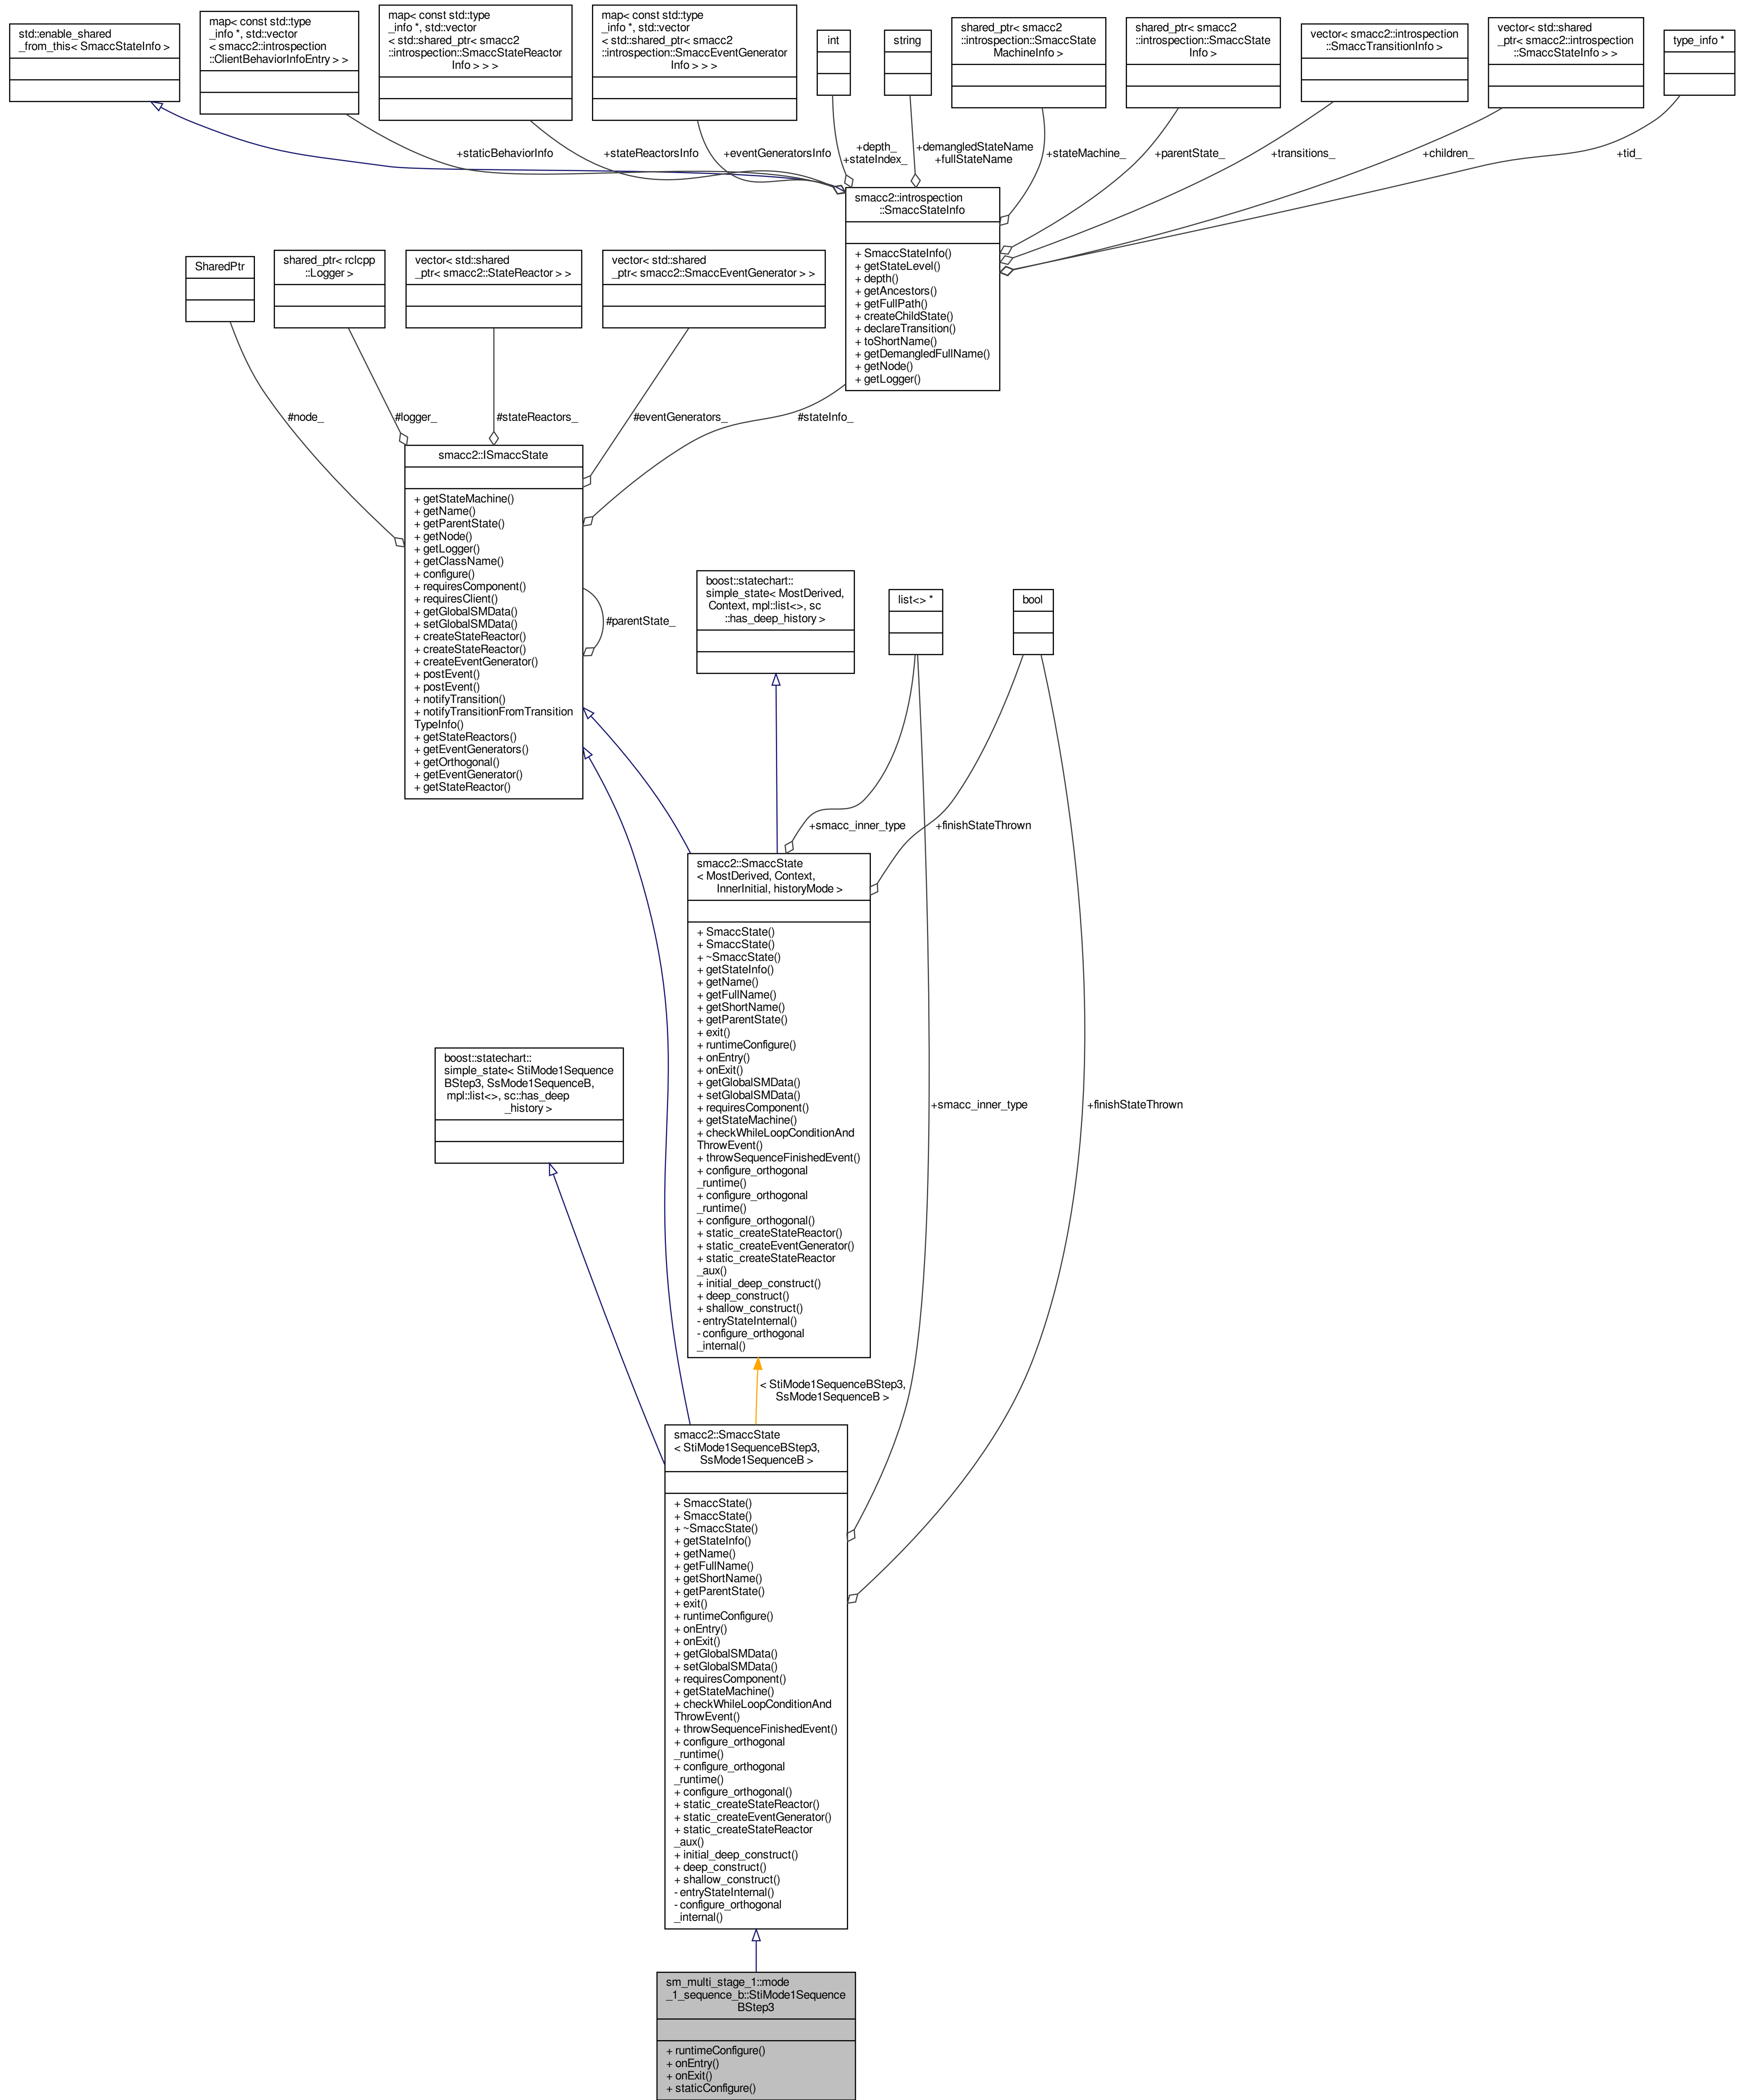 std::enable_shared
_from_this< SmaccStateInfo >
map< const std::type
_info *, std::vector
< smacc2::introspection
::ClientBehaviorInfoEntry > >
map< const std::type
_info *, std::vector
< std::shared_ptr< smacc2
::introspection::SmaccStateReactor
Info > > >
map< const std::type
_info *, std::vector
< std::shared_ptr< smacc2
::introspection::SmaccEventGenerator
Info > > >
int
string
shared_ptr< smacc2
::introspection::SmaccState
MachineInfo >
shared_ptr< smacc2
::introspection::SmaccState
Info >
vector< smacc2::introspection
::SmaccTransitionInfo >
vector< std::shared
_ptr< smacc2::introspection
::SmaccStateInfo > >
type_info *
+staticBehaviorInfo
+stateReactorsInfo
+eventGeneratorsInfo
+depth_
+stateIndex_
+demangledStateName
+fullStateName
+stateMachine_
+parentState_
+transitions_
+children_
+tid_
smacc2::introspection
::SmaccStateInfo
+ SmaccStateInfo()
+ getStateLevel()
+ depth()
+ getAncestors()
+ getFullPath()
+ createChildState()
+ declareTransition()
+ toShortName()
+ getDemangledFullName()
+ getNode()
+ getLogger()
SharedPtr
shared_ptr< rclcpp
::Logger >
vector< std::shared
_ptr< smacc2::StateReactor > >
vector< std::shared
_ptr< smacc2::SmaccEventGenerator > >
#node_
#logger_
#stateReactors_
#eventGenerators_
#stateInfo_
smacc2::ISmaccState
+ getStateMachine()
+ getName()
+ getParentState()
+ getNode()
+ getLogger()
+ getClassName()
+ configure()
+ requiresComponent()
+ requiresClient()
+ getGlobalSMData()
+ setGlobalSMData()
+ createStateReactor()
+ createStateReactor()
+ createEventGenerator()
+ postEvent()
+ postEvent()
+ notifyTransition()
+ notifyTransitionFromTransition
TypeInfo()
+ getStateReactors()
+ getEventGenerators()
+ getOrthogonal()
+ getEventGenerator()
+ getStateReactor()
#parentState_
boost::statechart::
simple_state< MostDerived,
Context, mpl::list<>, sc
::has_deep_history >
list<> *
bool
+smacc_inner_type
+finishStateThrown
smacc2::SmaccState
< MostDerived, Context,
InnerInitial, historyMode >
+ SmaccState()
+ SmaccState()
+ ~SmaccState()
+ getStateInfo()
+ getName()
+ getFullName()
+ getShortName()
+ getParentState()
+ exit()
+ runtimeConfigure()
+ onEntry()
+ onExit()
+ getGlobalSMData()
+ setGlobalSMData()
+ requiresComponent()
+ getStateMachine()
+ checkWhileLoopConditionAnd
ThrowEvent()
+ throwSequenceFinishedEvent()
+ configure_orthogonal
_runtime()
+ configure_orthogonal
_runtime()
+ configure_orthogonal()
+ static_createStateReactor()
+ static_createEventGenerator()
+ static_createStateReactor
_aux()
+ initial_deep_construct()
+ deep_construct()
+ shallow_construct()
- entryStateInternal()
- configure_orthogonal
_internal()
boost::statechart::
simple_state< StiMode1Sequence
BStep3, SsMode1SequenceB,
mpl::list<>, sc::has_deep
_history >
+smacc_inner_type
+finishStateThrown
< StiMode1SequenceBStep3,
SsMode1SequenceB >
smacc2::SmaccState
< StiMode1SequenceBStep3,
SsMode1SequenceB >
+ SmaccState()
+ SmaccState()
+ ~SmaccState()
+ getStateInfo()
+ getName()
+ getFullName()
+ getShortName()
+ getParentState()
+ exit()
+ runtimeConfigure()
+ onEntry()
+ onExit()
+ getGlobalSMData()
+ setGlobalSMData()
+ requiresComponent()
+ getStateMachine()
+ checkWhileLoopConditionAnd
ThrowEvent()
+ throwSequenceFinishedEvent()
+ configure_orthogonal
_runtime()
+ configure_orthogonal
_runtime()
+ configure_orthogonal()
+ static_createStateReactor()
+ static_createEventGenerator()
+ static_createStateReactor
_aux()
+ initial_deep_construct()
+ deep_construct()
+ shallow_construct()
- entryStateInternal()
- configure_orthogonal
_internal()
sm_multi_stage_1::mode
_1_sequence_b::StiMode1Sequence
BStep3
+ runtimeConfigure()
+ onEntry()
+ onExit()
+ staticConfigure()